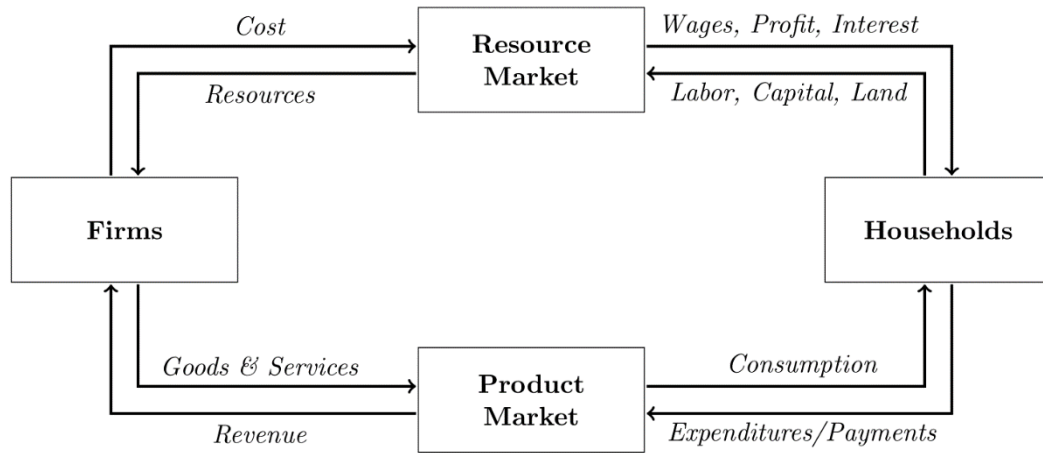 Cost
Resource
Market
Wages, Profit, Interest
Resources
Labor, Capital, Land
Firms
Households
Goods & Services
Product
Market
Consumption
Revenue
Expenditures/Payments